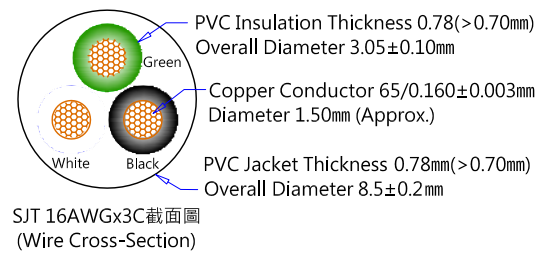 PVC Insulation Thickness 0.78(>0.70㎜)
Overall Diameter 3.05±0.10㎜
Green
Copper Conductor 65/0.160±0.003㎜
Diameter 1.50㎜ (Approx.)
White
Black
PVC Jacket Thickness 0.78㎜(>0.70㎜)
Overall Diameter 8.5±0.2㎜
SJT 16AWGx3C截面圖
(Wire Cross-Section)